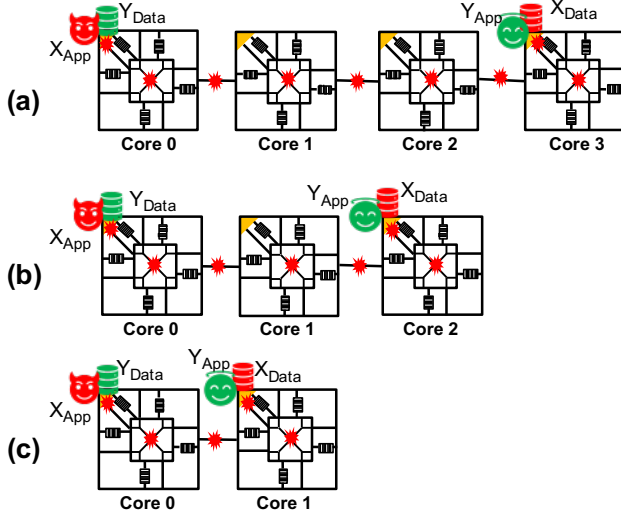 Y_Data
Y_App X_Data
X_App
(a)
Core 0 Core 1 Core 2 Core 3
Y_Data Y_App X_Data
X_App
(b)
Core 0 Core 1 Core 2
Y_Data Y_App X_Data
X_App
(c)
Core 0 Core 1